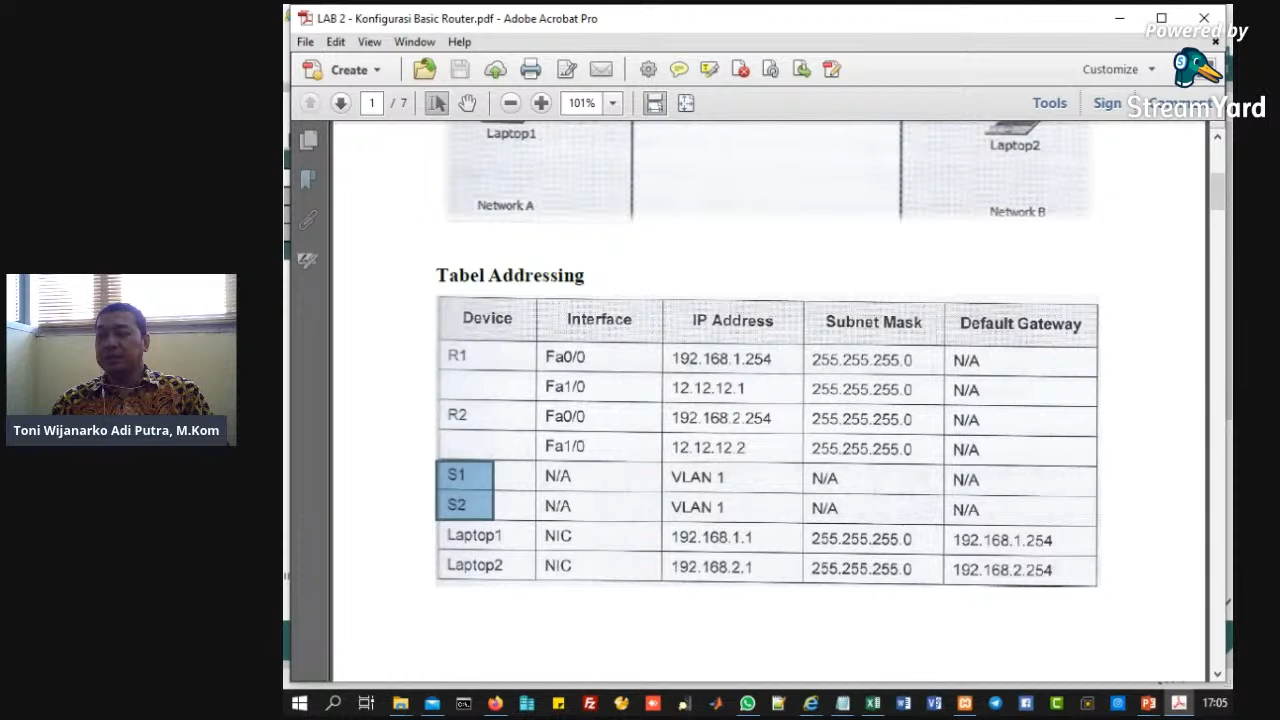 LAB 2 - Konfigurasi Basic Router.pdf - Adobe Acrobat Pro
File Edit View Window Help
Powered by
StreamYard
Create
Customize
1 / 7
101%
Tools Sign Comment
Laptop1
Laptop2
Network A
Network B
Tabel Addressing
Device Interface IP Address Subnet Mask Default Gateway
R1 Fa0/0 192.168.1.254 255.255.255.0 N/A
Fa1/0 12.12.12.1 255.255.255.0 N/A
R2 Fa0/0 192.168.2.254 255.255.255.0 N/A
Fa1/0 12.12.12.2 255.255.255.0 N/A
S1 N/A VLAN 1 N/A N/A
S2 N/A VLAN 1 N/A N/A
Laptop1 NIC 192.168.1.1 255.255.255.0 192.168.1.254
Laptop2 NIC 192.168.2.1 255.255.255.0 192.168.2.254
Toni Wijanarko Adi Putra, M.Kom
17:05